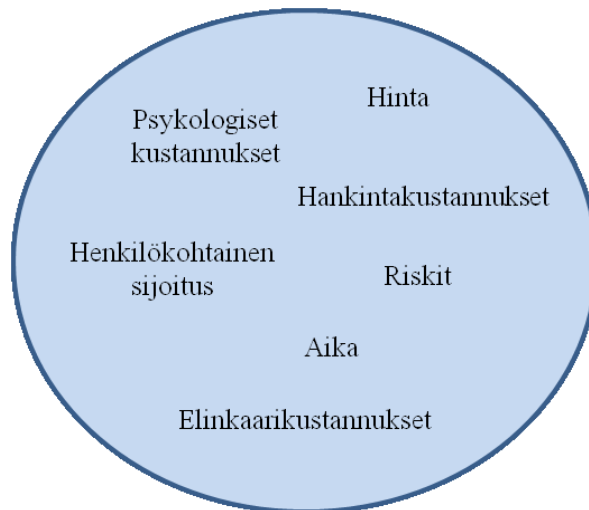 Hinta
Psykologiset
kustannukset
Hankintakustannukset
Henkilökohtainen
sijoitus
Riskit
Aika
Elinkaarikustannukset